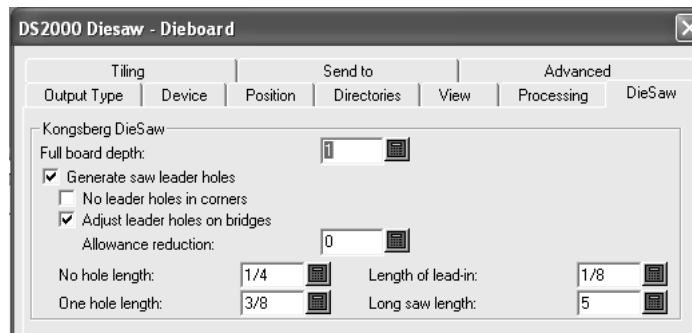 DS2000 Diesaw - Dieboard
Tiling Send to Advanced
Output Type Device Position Directories View Processing DieSaw
Kongsberg DieSaw
Full board depth: 1
Generate saw leader holes
No leader holes in corners
Adjust leader holes on bridges
Allowance reduction: 0
No hole length: 1/4 Length of lead-in: 1/8
One hole length: 3/8 Long saw length: 5